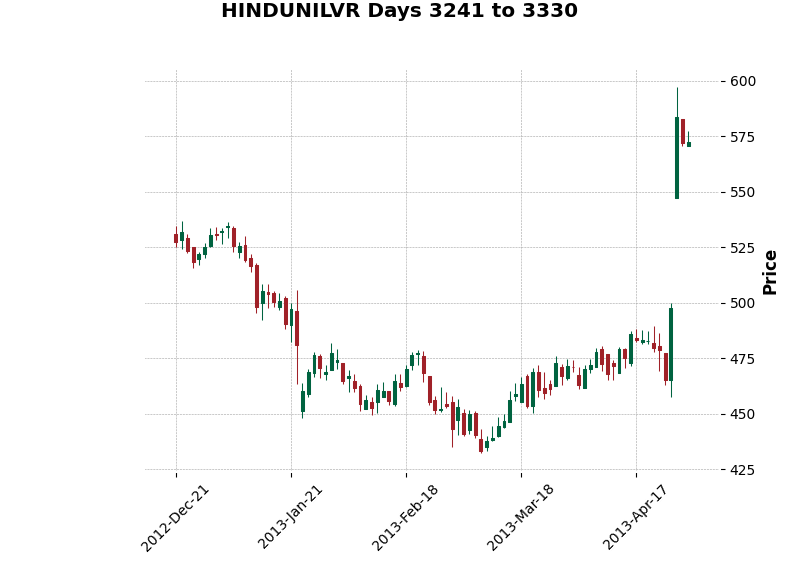 HINDUNILVR Days 3241 to 3330
600
575
550
525
500
475
450
425
Price
2012-Dec-21
2013-Jan-21
2013-Feb-18
2013-Mar-18
2013-Apr-17